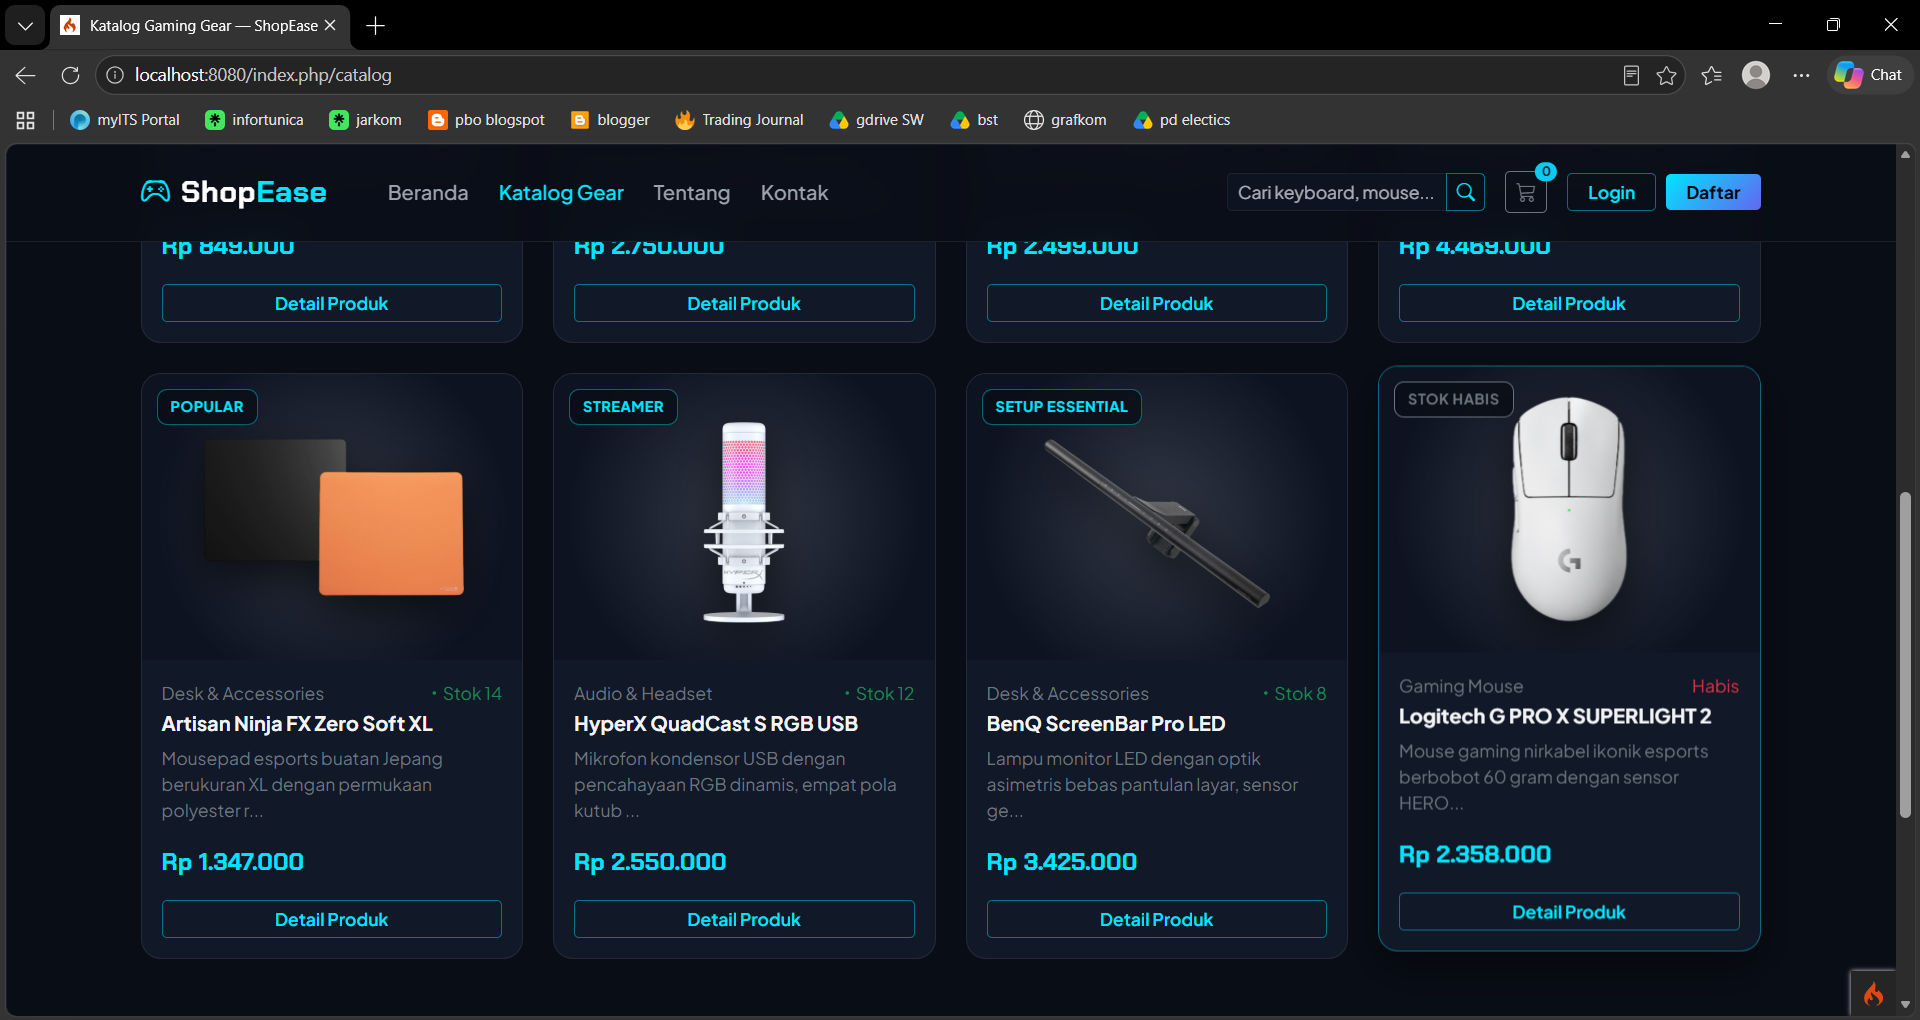 Katalog Gaming Gear — ShopEase
localhost:8080/index.php/catalog
Chat
myITS Portal
infortunica
jarkom
pbo blogspot
blogger
Trading Journal
gdrive SW
bst
grafkom
pd electics
ShopEase
Beranda
Katalog Gear
Tentang
Kontak
Cari keyboard, mouse...
0
Login
Daftar
Rp 849.000
Rp 2.750.000
Rp 2.499.000
Rp 4.469.000
Detail Produk
Detail Produk
Detail Produk
Detail Produk
POPULAR
Desk & Accessories
• Stok 14
Artisan Ninja FX Zero Soft XL
Mousepad esports buatan Jepang
berukuran XL dengan permukaan
polyester r...
Rp 1.347.000
Detail Produk
STREAMER
HYPERX
Audio & Headset
• Stok 12
HyperX QuadCast S RGB USB
Mikrofon kondensor USB dengan
pencahayaan RGB dinamis, empat pola
kutub ...
Rp 2.550.000
Detail Produk
SETUP ESSENTIAL
Desk & Accessories
• Stok 8
BenQ ScreenBar Pro LED
Lampu monitor LED dengan optik
asimetris bebas pantulan layar, sensor
ge...
Rp 3.425.000
Detail Produk
STOK HABIS
G
Gaming Mouse
Habis
Logitech G PRO X SUPERLIGHT 2
Mouse gaming nirkabel ikonik esports
berbobot 60 gram dengan sensor
HERO...
Rp 2.358.000
Detail Produk